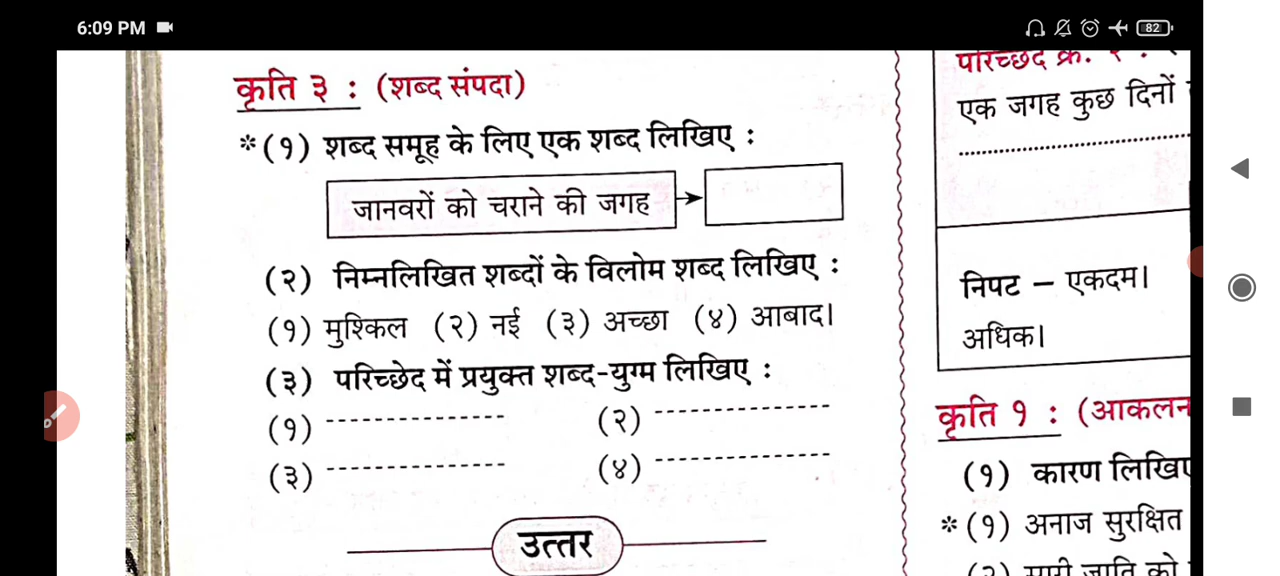 6:09 PM
82
कृति ३ : (शब्द संपदा)
*(१) शब्द समूह के लिए एक शब्द लिखिए :
जानवरों को चराने की जगह
(२) निम्नलिखित शब्दों के विलोम शब्द लिखिए :
(१) मुश्किल (२) नई (३) अच्छा (४) आबाद।
(३) परिच्छेद में प्रयुक्त शब्द-युग्म लिखिए :
(१) ---------------- (२) ----------------
(३) ---------------- (४) ----------------
उत्तर
परिच्छेद क्र.
एक जगह कुछ दिनों
निपट – एकदम।
अधिक।
कृति १ : (आकलन
(१) कारण लिखिए
*(१) अनाज सुरक्षित